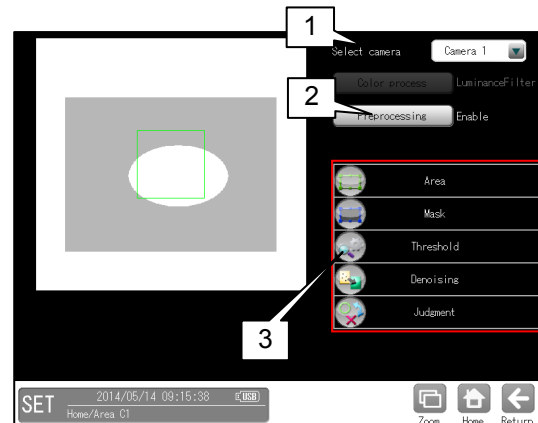 1
Select camera
Camera 1
Color process
LuminanceFilter
2
Preprocessing
Enable
Area
Mask
Threshold
Denoising
Judgment
3
SET
2014/05/14 09:15:38
USB
Home/Area C1
Zoom
Home
Return